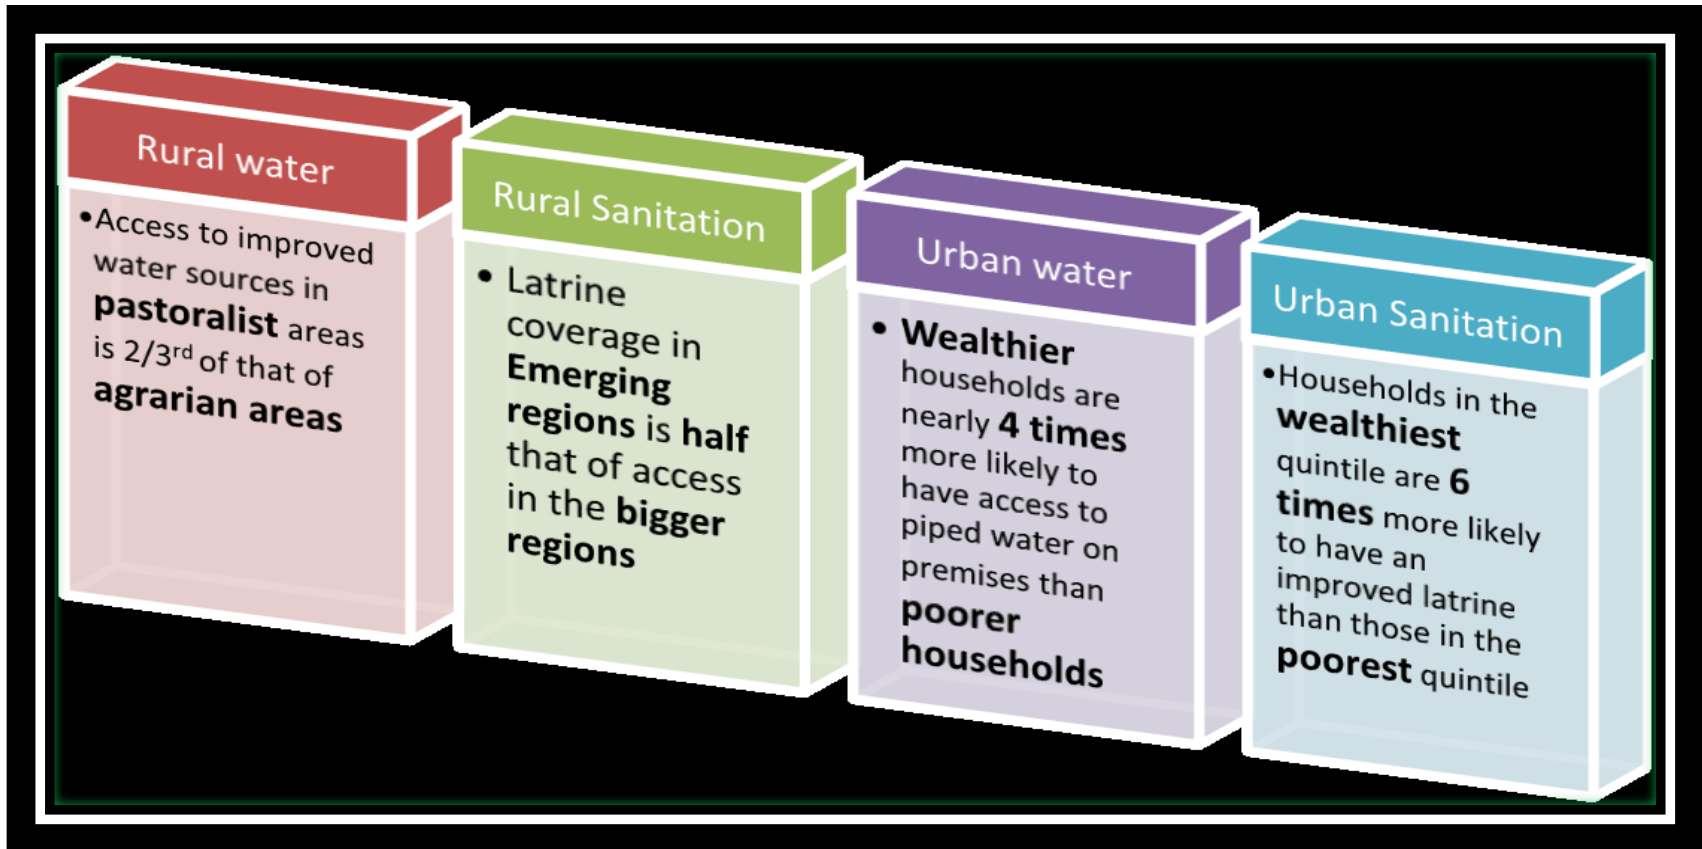 Rural water
•Access to improved
water sources in
pastoralist areas
is 2/3rd of that of
agrarian areas
Rural Sanitation
• Latrine
coverage in
Emerging
regions is half
that of access
in the bigger
regions
Urban water
• Wealthier
households are
nearly 4 times
more likely to
have access to
piped water on
premises than
poorer
households
Urban Sanitation
•Households in the
wealthiest
quintile are 6
times more likely
to have an
improved latrine
than those in the
poorest quintile